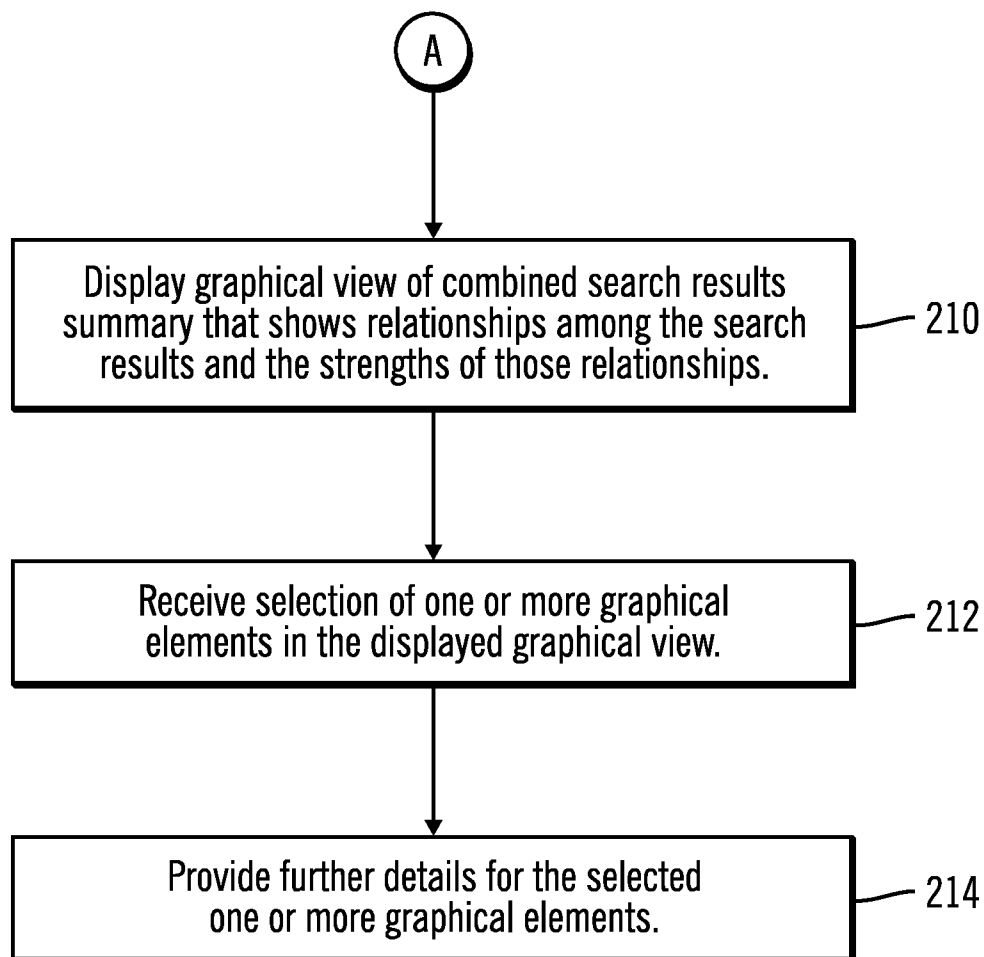 A
Display graphical view of combined search results
summary that shows relationships among the search
results and the strengths of those relationships.
210
Receive selection of one or more graphical
elements in the displayed graphical view.
212
Provide further details for the selected
one or more graphical elements.
214